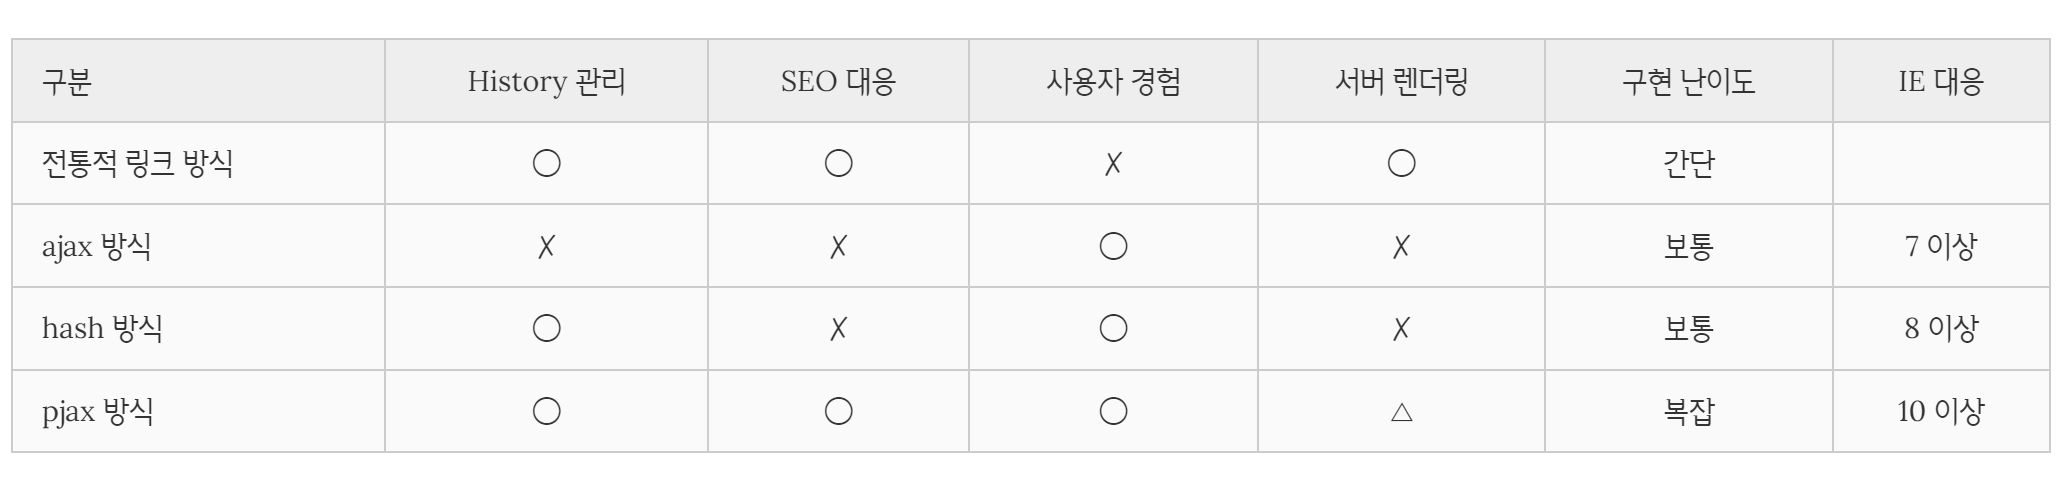 구분 History 관리 SEO 대응 사용자 경험 서버 렌더링 구현 난이도 IE 대응
전통적 링크 방식 ◯ ◯ ✗ ◯ 간단
ajax 방식 ✗ ✗ ◯ ✗ 보통 7 이상
hash 방식 ◯ ✗ ◯ ✗ 보통 8 이상
pjax 방식 ◯ ◯ ◯ △ 복잡 10 이상